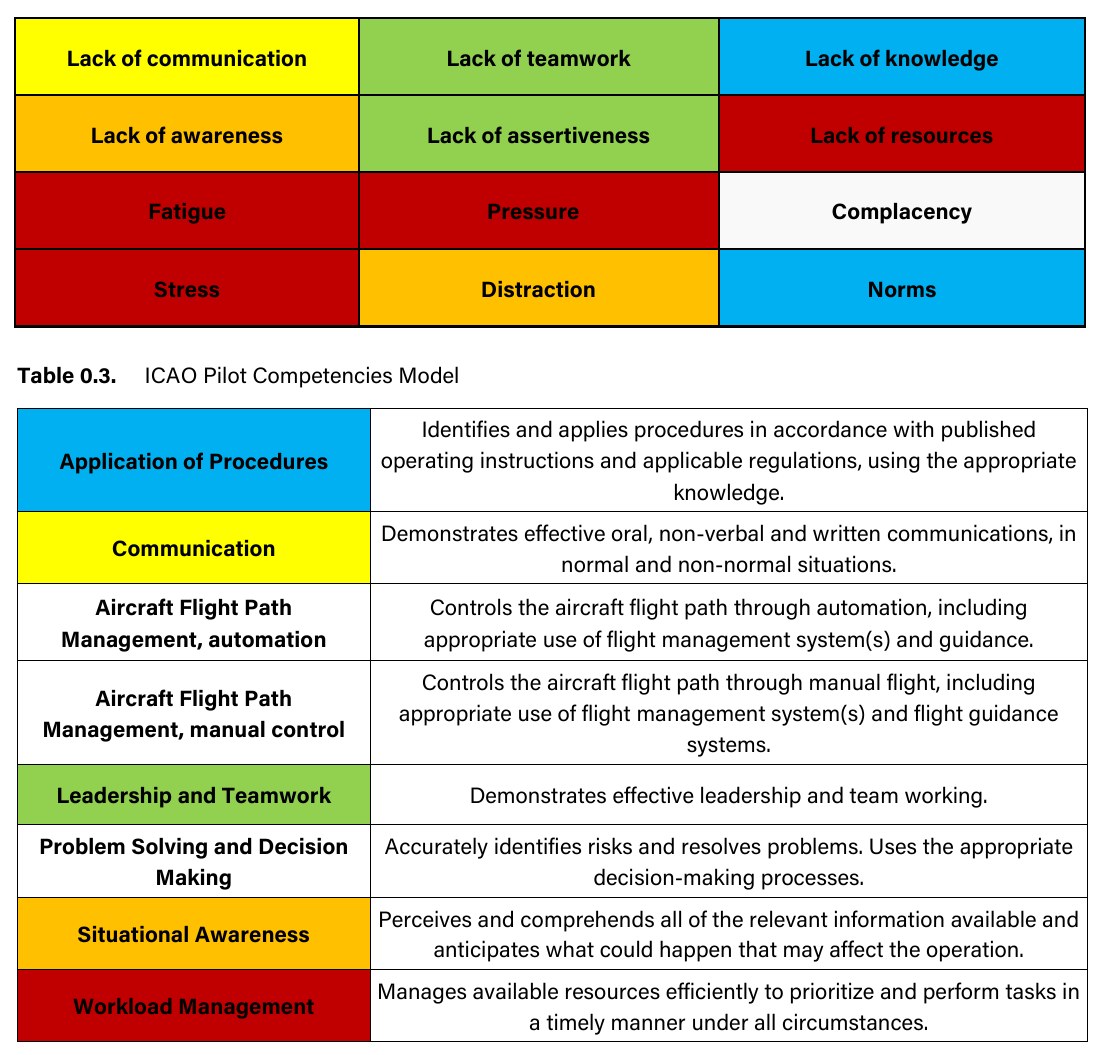 Lack of communication
Lack of teamwork
Lack of knowledge
Lack of awareness
Lack of assertiveness
Lack of resources
Fatigue
Pressure
Complacency
Stress
Distraction
Norms
Table 0.3. ICAO Pilot Competencies Model
Application of Procedures
Identifies and applies procedures in accordance with published
operating instructions and applicable regulations, using the appropriate
knowledge.
Communication
Demonstrates effective oral, non-verbal and written communications, in
normal and non-normal situations.
Aircraft Flight Path
Management, automation
Controls the aircraft flight path through automation, including
appropriate use of flight management system(s) and guidance.
Aircraft Flight Path
Management, manual control
Controls the aircraft flight path through manual flight, including
appropriate use of flight management system(s) and flight guidance
systems.
Leadership and Teamwork
Demonstrates effective leadership and team working.
Problem Solving and Decision
Making
Accurately identifies risks and resolves problems. Uses the appropriate
decision-making processes.
Situational Awareness
Perceives and comprehends all of the relevant information available and
anticipates what could happen that may affect the operation.
Workload Management
Manages available resources efficiently to prioritize and perform tasks in
a timely manner under all circumstances.